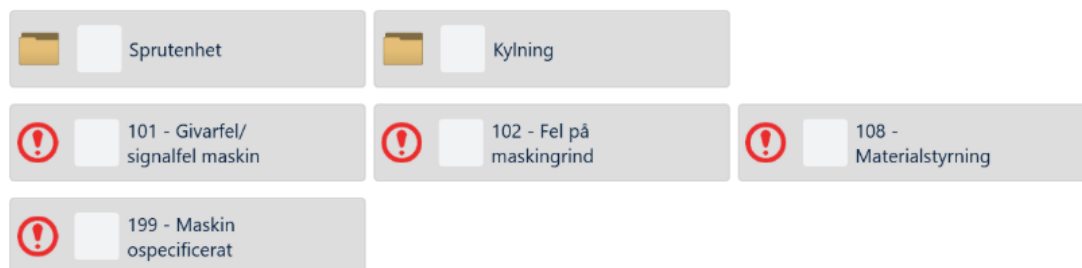 Sprutenhet
Kylning
101 - Givarfel/
signalfel maskin
102 - Fel på
maskingrind
108 -
Materialstyrning
199 - Maskin
ospecificerat